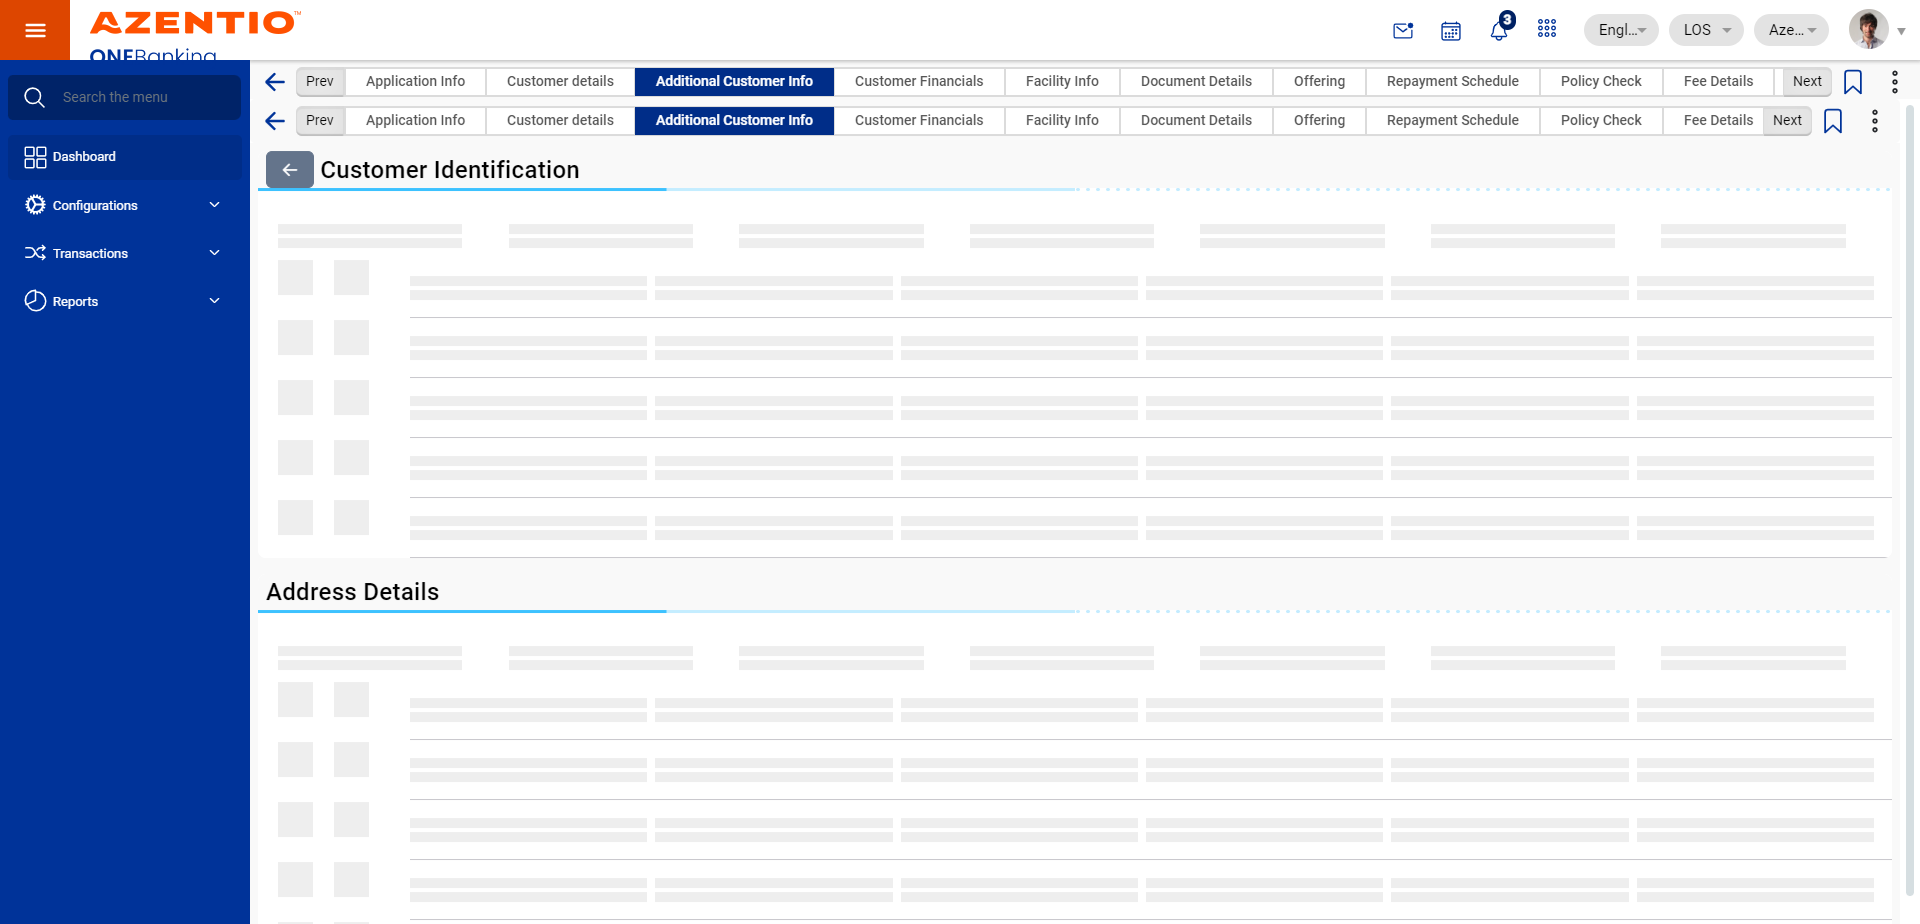 AZENTIO™
ONEBanking
3
Engl...
LOS
Aze...
Search the menu
Dashboard
Configurations
Transactions
Reports
Prev
Application Info
Customer details
Additional Customer Info
Customer Financials
Facility Info
Document Details
Offering
Repayment Schedule
Policy Check
Fee Details
Next
Prev
Application Info
Customer details
Additional Customer Info
Customer Financials
Facility Info
Document Details
Offering
Repayment Schedule
Policy Check
Fee Details
Next
Customer Identification
Address Details